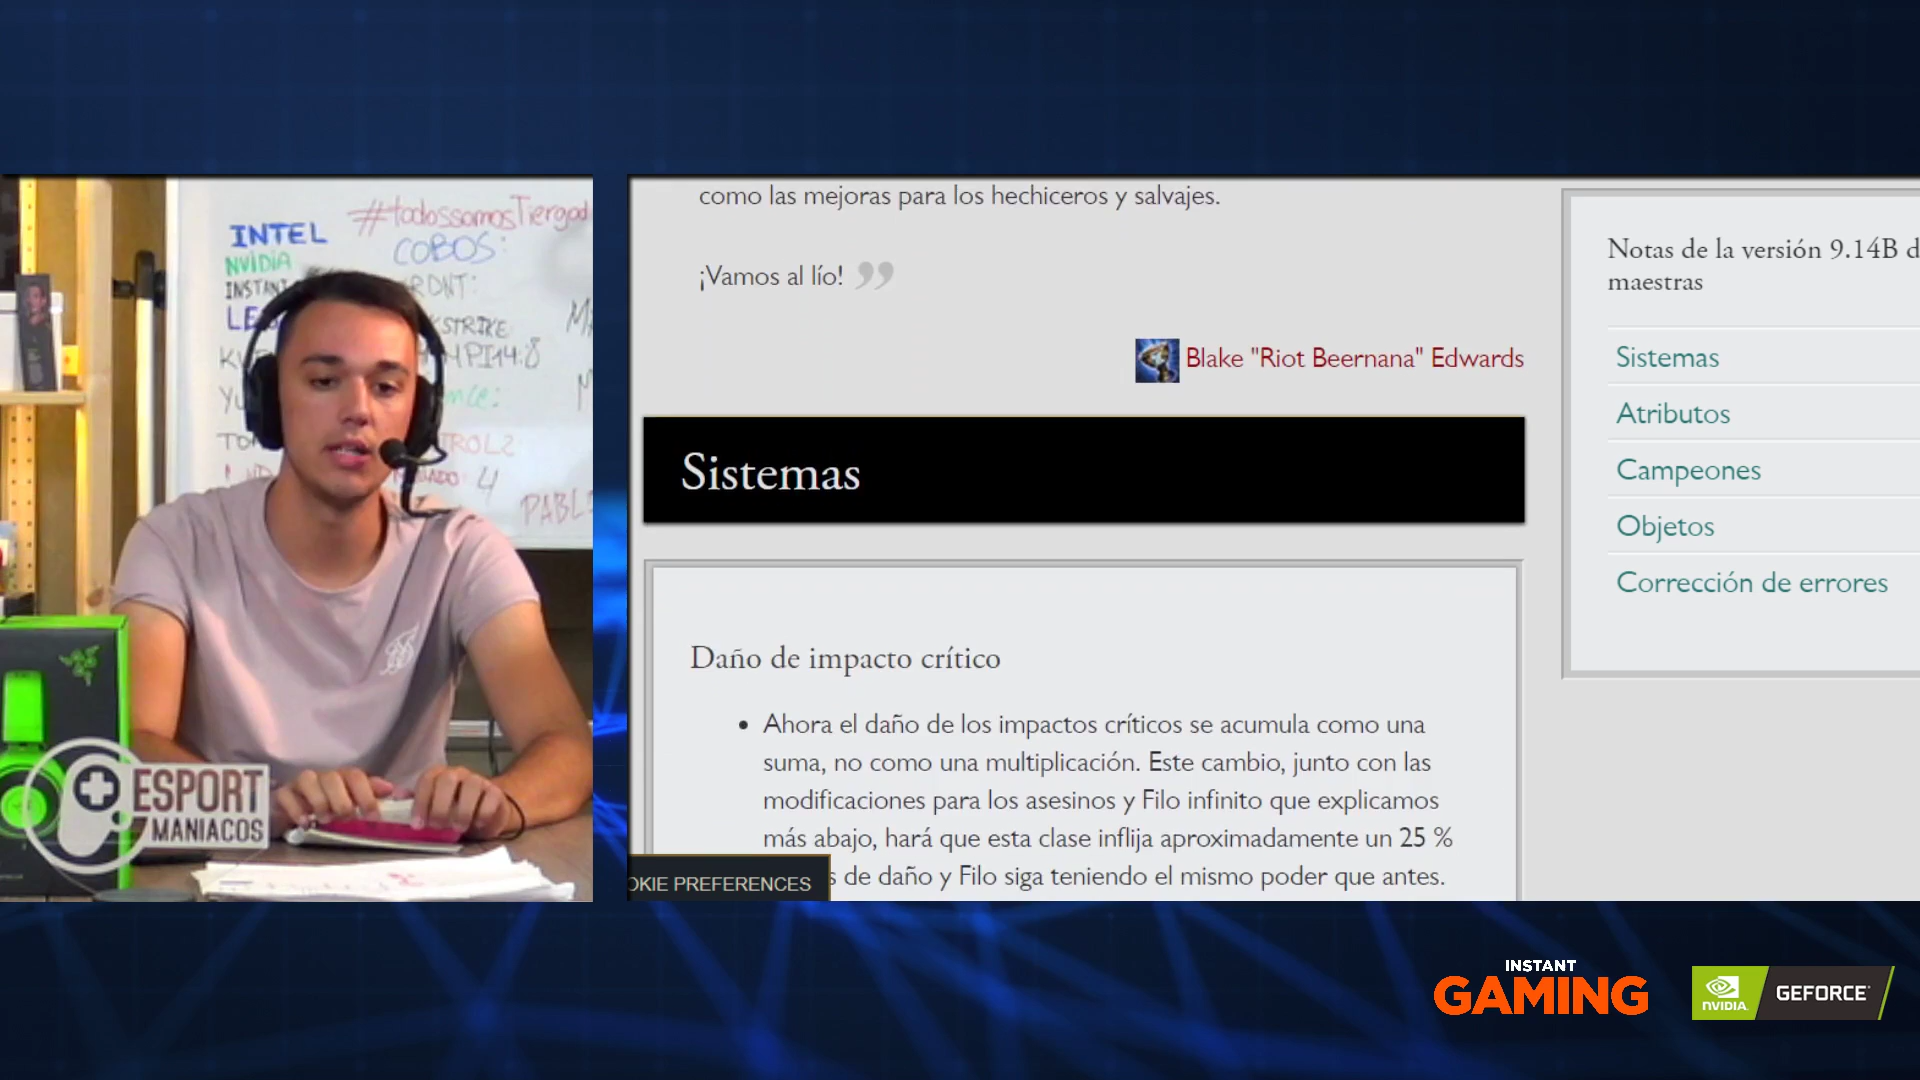 #todossomosTiergod
INTEL
COBOS:
NVIDIA
INSTANT
STRIKE
ESPORT
MANIACOS
como las mejoras para los hechiceros y salvajes.
¡Vamos al lío! ”
Blake "Riot Beernana" Edwards
Sistemas
Daño de impacto crítico
• Ahora el daño de los impactos críticos se acumula como una
suma, no como una multiplicación. Este cambio, junto con las
modificaciones para los asesinos y Filo infinito que explicamos
más abajo, hará que esta clase inflija aproximadamente un 25 %
s de daño y Filo siga teniendo el mismo poder que antes.
OKIE PREFERENCES
Notas de la versión 9.14B d
maestras
Sistemas
Atributos
Campeones
Objetos
Corrección de errores
INSTANT
GAMING
NVIDIA.
GEFORCE